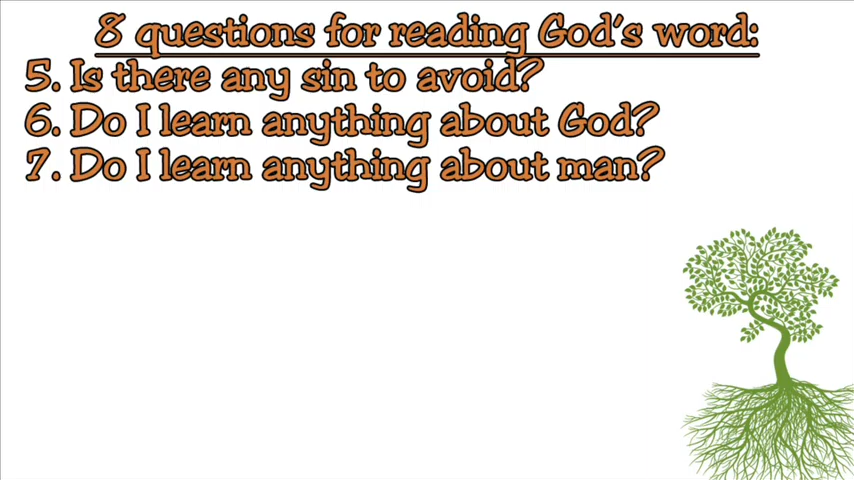 8 questions for reading God's word:
5. Is there any sin to avoid?
6. Do I learn anything about God?
7. Do I learn anything about man?